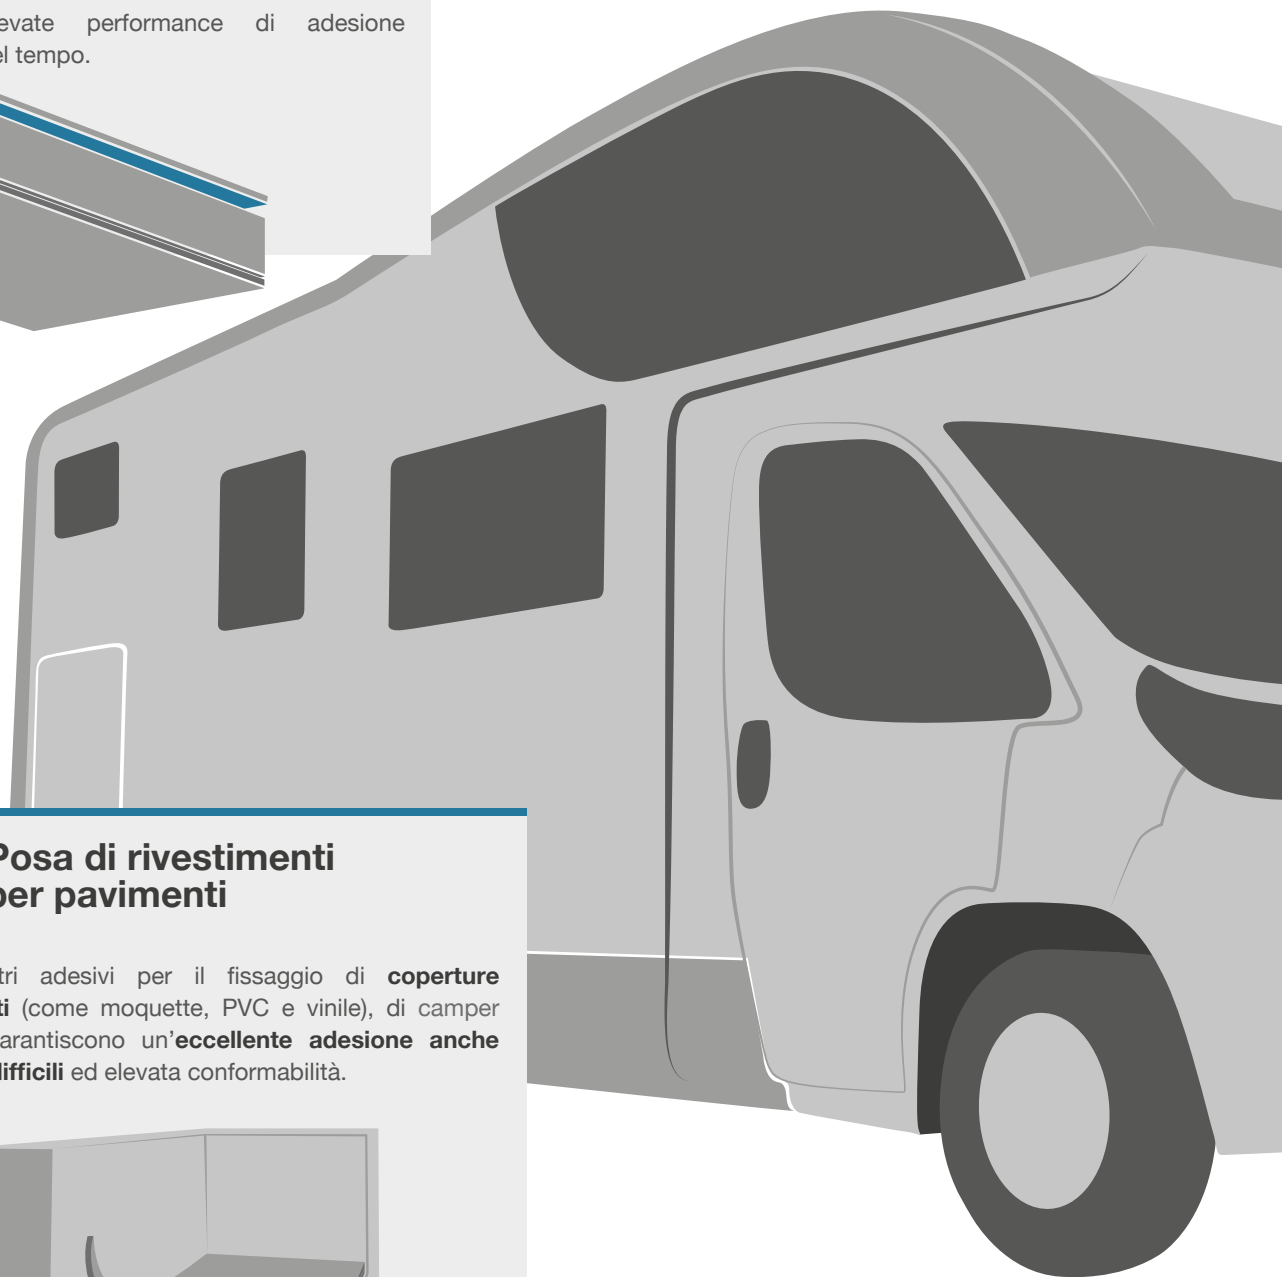 evate performance di adesione
el tempo.
Posa di rivestimenti
per pavimenti
tri adesivi per il fissaggio di coperture
ti (come moquette, PVC e vinile), di camper
arantiscono un’eccellente adesione anche
ifficili ed elevata conformabilità.